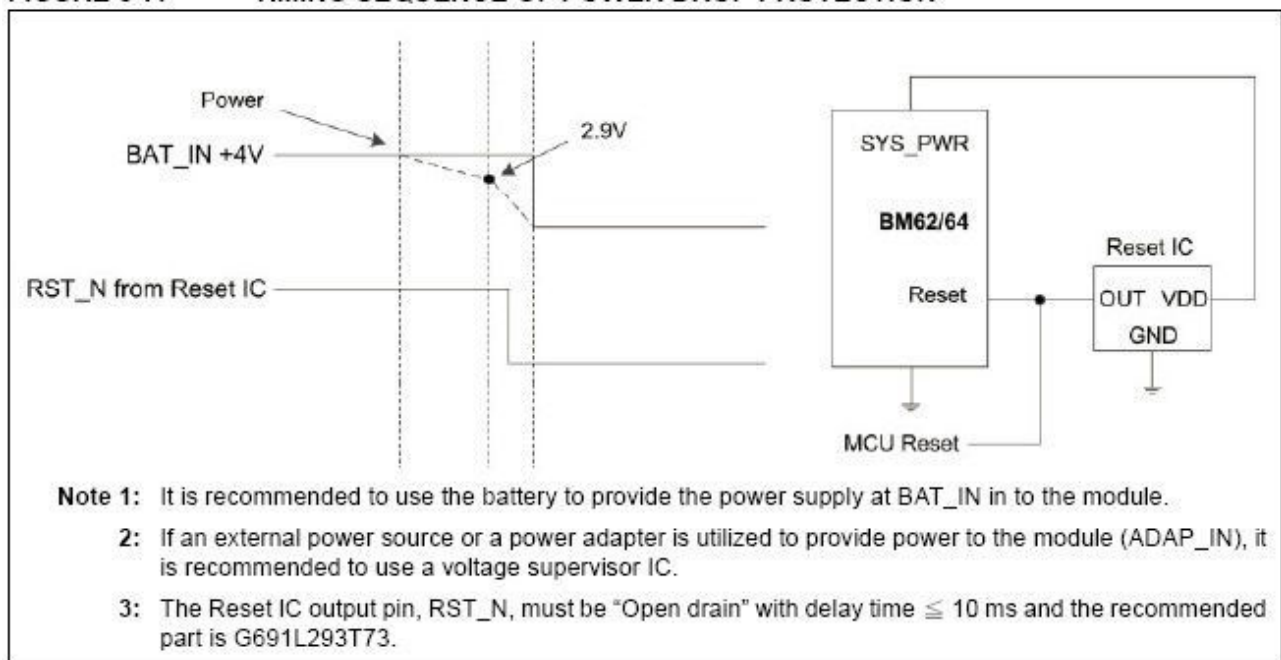 FIGURE TIMING SEQUENCE OF POWER DROP PROTECTION
Power
BAT_IN +4V
2.9V
RST_N from Reset IC
SYS_PWR
BM62/64
Reset
Reset IC
OUT VDD
GND
MCU Reset
Note 1: It is recommended to use the battery to provide the power supply at BAT_IN in to the module.
2: If an external power source or a power adapter is utilized to provide power to the module (ADAP_IN), it
is recommended to use a voltage supervisor IC.
3: The Reset IC output pin, RST_N, must be “Open drain” with delay time ≦ 10 ms and the recommended
part is G691L293T73.